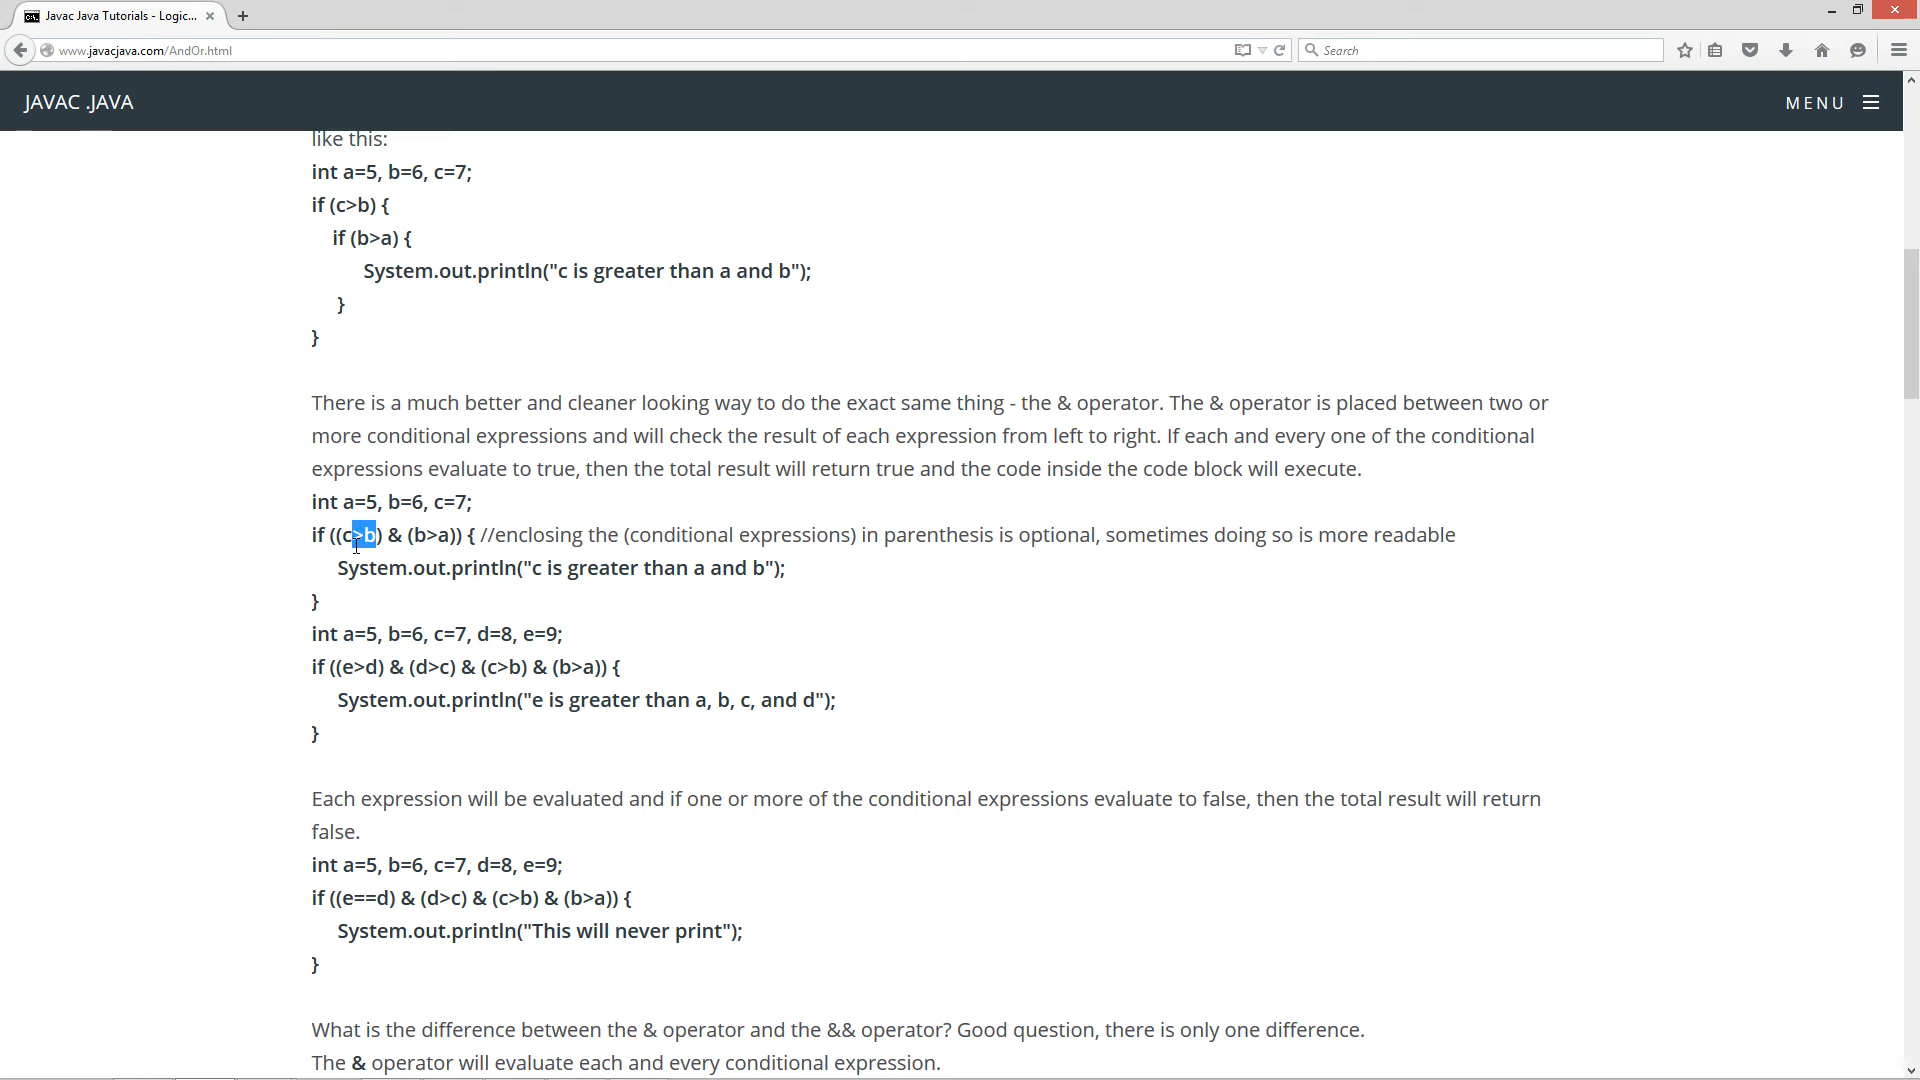 Javac Java Tutorials - Logic...
www.javacjava.com/AndOr.html
Search
JAVAC .JAVA
MENU
like this:
int a=5, b=6, c=7;
if (c>b) {
if (b>a) {
System.out.println("c is greater than a and b");
}
}
There is a much better and cleaner looking way to do the exact same thing - the & operator. The & operator is placed between two or
more conditional expressions and will check the result of each expression from left to right. If each and every one of the conditional
expressions evaluate to true, then the total result will return true and the code inside the code block will execute.
int a=5, b=6, c=7;
if ((c>b) & (b>a)) { //enclosing the (conditional expressions) in parenthesis is optional, sometimes doing so is more readable
System.out.println("c is greater than a and b");
}
int a=5, b=6, c=7, d=8, e=9;
if ((e>d) & (d>c) & (c>b) & (b>a)) {
System.out.println("e is greater than a, b, c, and d");
}
Each expression will be evaluated and if one or more of the conditional expressions evaluate to false, then the total result will return
false.
int a=5, b=6, c=7, d=8, e=9;
if ((e==d) & (d>c) & (c>b) & (b>a)) {
System.out.println("This will never print");
}
What is the difference between the & operator and the && operator? Good question, there is only one difference.
The & operator will evaluate each and every conditional expression.